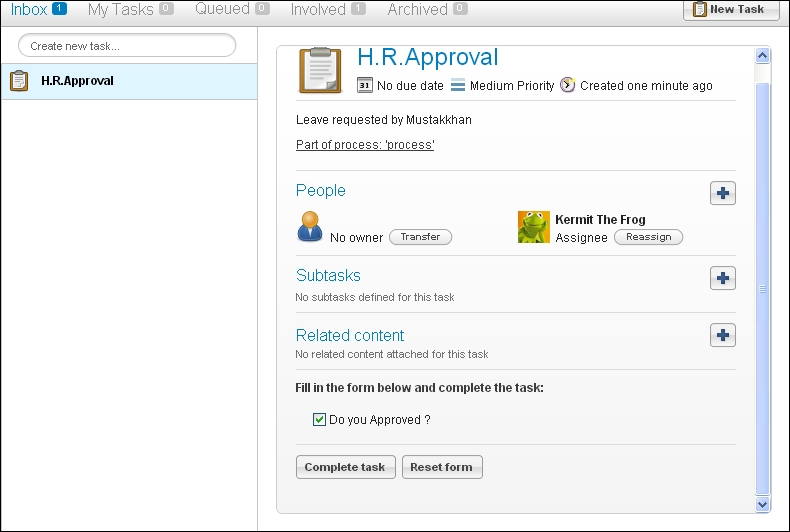 Inbox 1 My Tasks 0 Queued 0 Involved 1 Archived 0 New Task
Create new task...
H.R.Approval
H.R.Approval
31 No due date Medium Priority Created one minute ago
Leave requested by Mustakkhan
Part of process: 'process'
People
Kermit The Frog
No owner Transfer Assignee Reassign
Subtasks
No subtasks defined for this task
Related content
No related content attached for this task
Fill in the form below and complete the task:
Do you Approved ?
Complete task Reset form